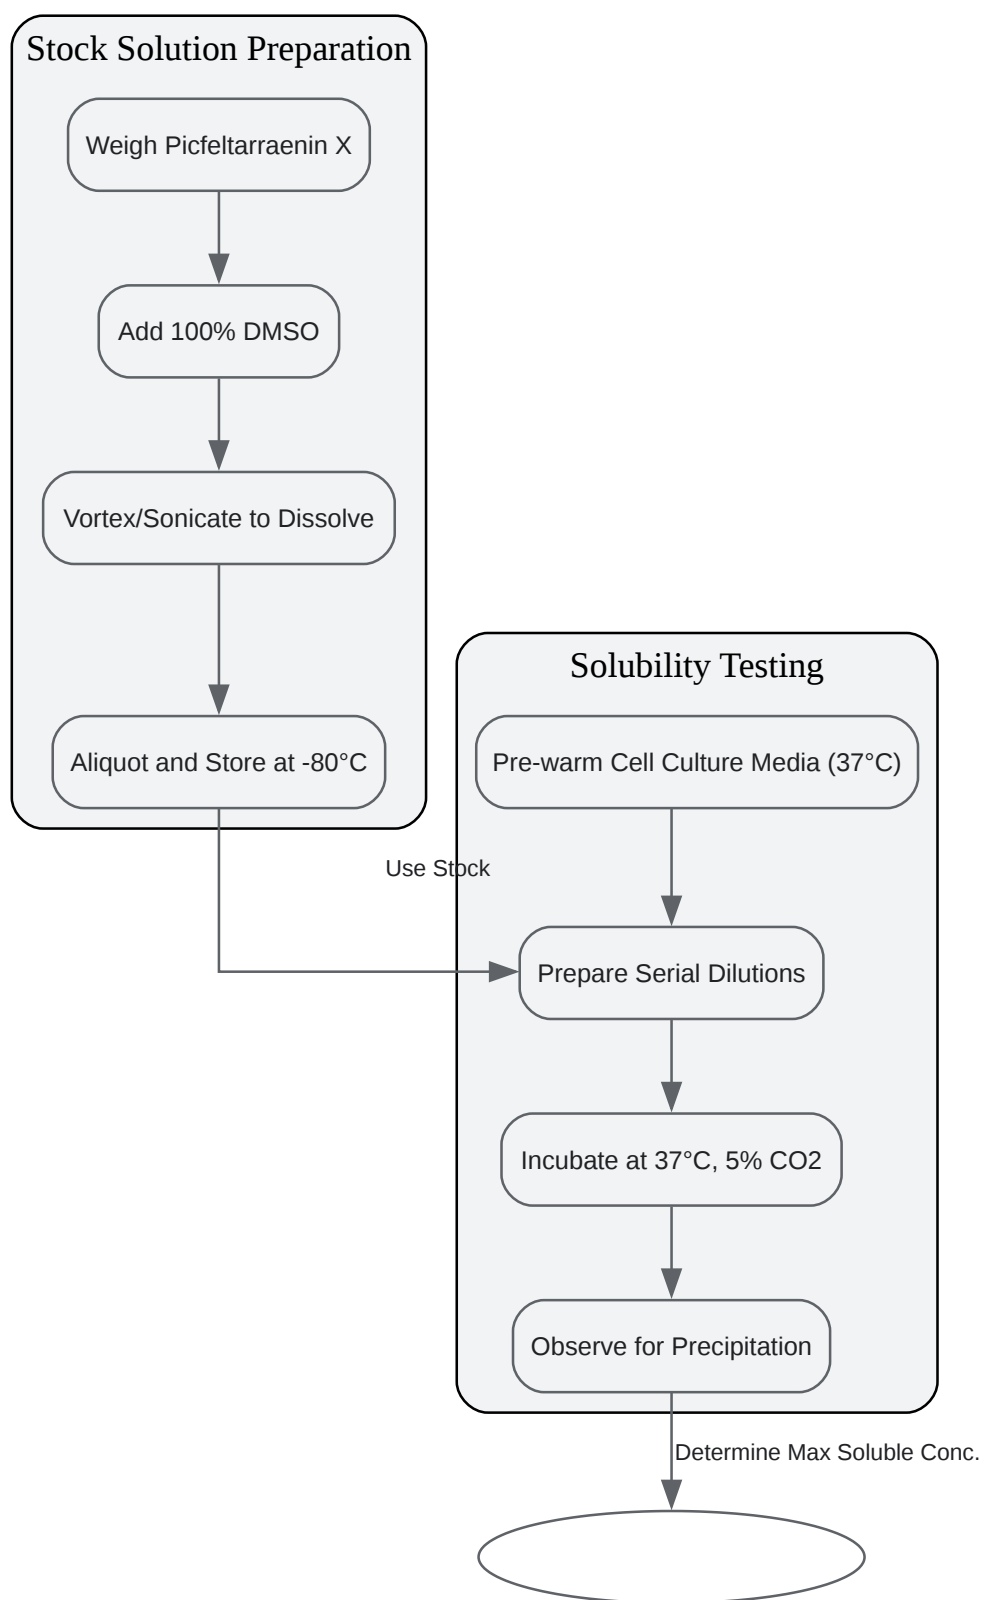 Stock Solution Preparation
Weigh Picfeltarraenin X
Add 100% DMSO
Vortex/Sonicate to Dissolve
Aliquot and Store at -80°C
Use Stock
Solubility Testing
Pre-warm Cell Culture Media (37°C)
Prepare Serial Dilutions
Incubate at 37°C, 5% CO2
Observe for Precipitation
Determine Max Soluble Conc.